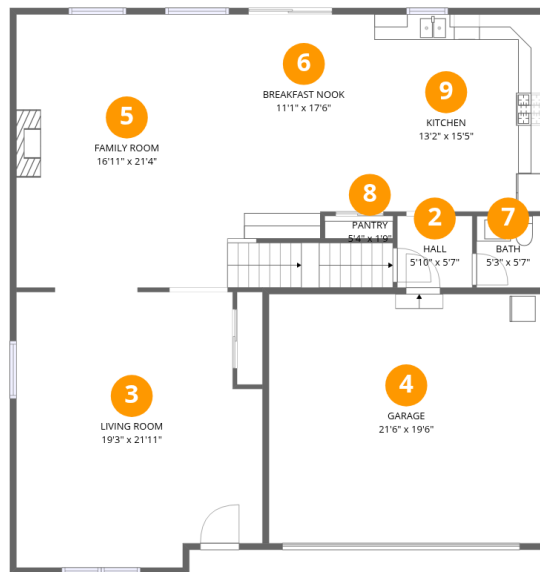 9
6
BREAKFAST NOOK
11'1" x 17'6"
KITCHEN
13'2" x 15'5"
5
FAMILY ROOM
16'11" x 21'4"
8
PANTRY
5'4" x 1'9"
2
HALL
5'10" x 5'7"
7
BATH
5'3" x 5'7"
3
LIVING ROOM
19'3" x 21'11"
4
GARAGE
21'6" x 19'6"